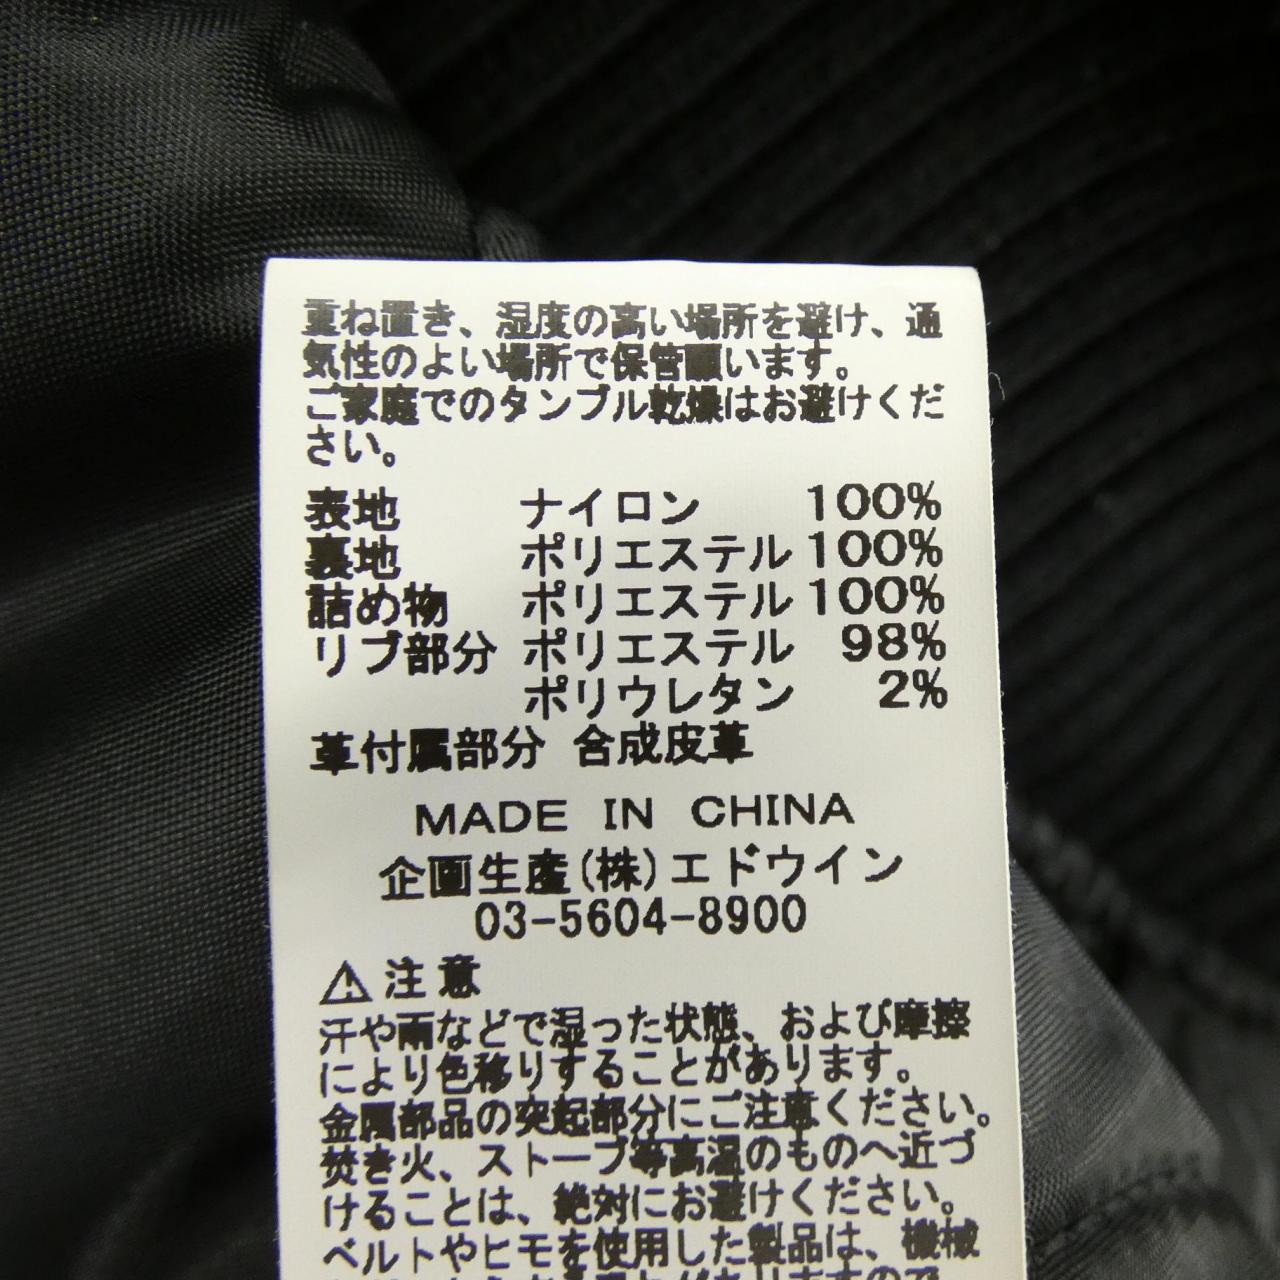 重ね置き、湿度の高い場所を避け、通
気性のよい場所で保管願います。
ご家庭でのタンブル乾燥はお避けくだ
さい。
表地 ナイロン 100%
裏地 ポリエステル 100%
詰め物 ポリエステル 100%
リブ部分 ポリエステル 98%
ポリウレタン 2%
革付属部分 合成皮革
MADE IN CHINA
企画生産(株)エドウイン
03-5604-8900
⚠注意
汗や雨などで湿った状態、および摩擦
により色移りすることがあります。
金属部品の突起部分にご注意ください。
焚き火、ストーブ等高温のものへ近づ
けることは、絶対にお避けください。
ベルトやヒモを使用した製品は、機械